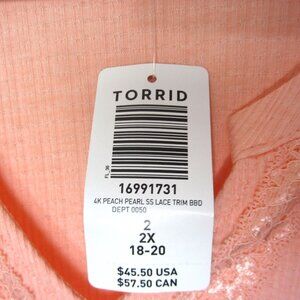 TORRID
FL_36
16991731
4K PEACH PEARL SS LACE TRIM BBD
DEPT 0050
2
2X
18-20
$45.50 USA
$57.50 CAN